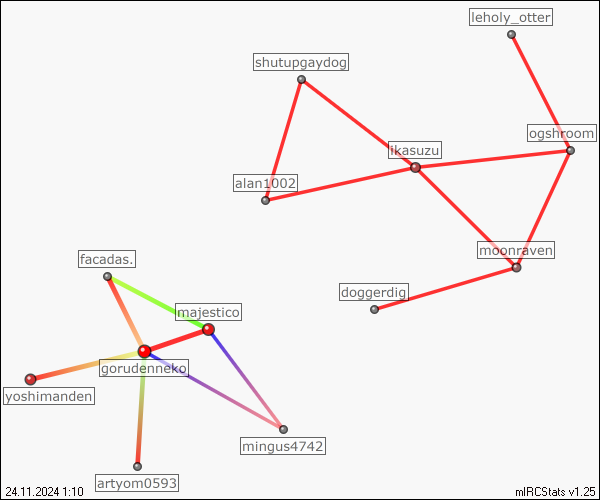 leholy_otter
shutupgaydog
ogshroom
ikasuzu
alan1002
moonraven
facadas.
doggerdig
majestico
gorudenneko
yoshimanden
mingus4742
artyom0593
24.11.2024 1:10
mIRCStats v1.25